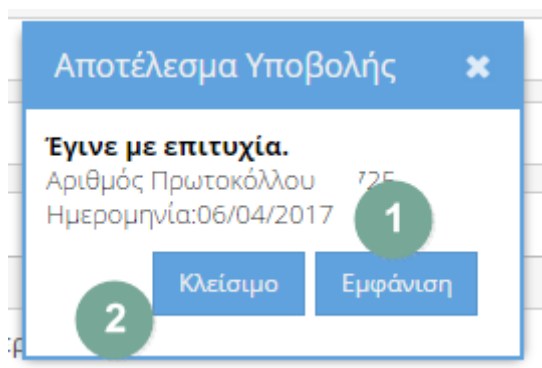 Αποτέλεσμα Υποβολής ✖
Έγινε με επιτυχία.
Αριθμός Πρωτοκόλλου
Ημερομηνία:06/04/2017
1
Κλείσιμο Εμφάνιση
2